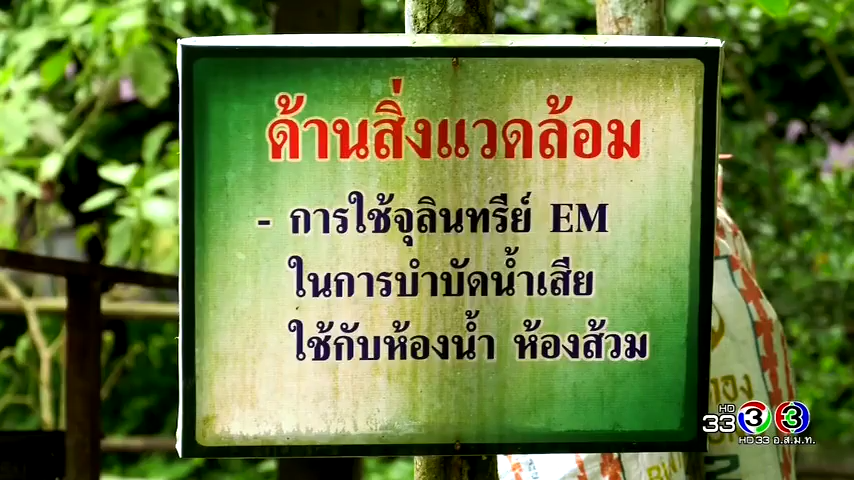 ด้านสิ่งแวดล้อม
- การใช้จุลินทรีย์ EM
ในการบำบัดน้ำเสีย
ใช้กับห้องน้ำ ห้องส้วม
HD
33 3 3
HD33 อ.ส.ม.ท.